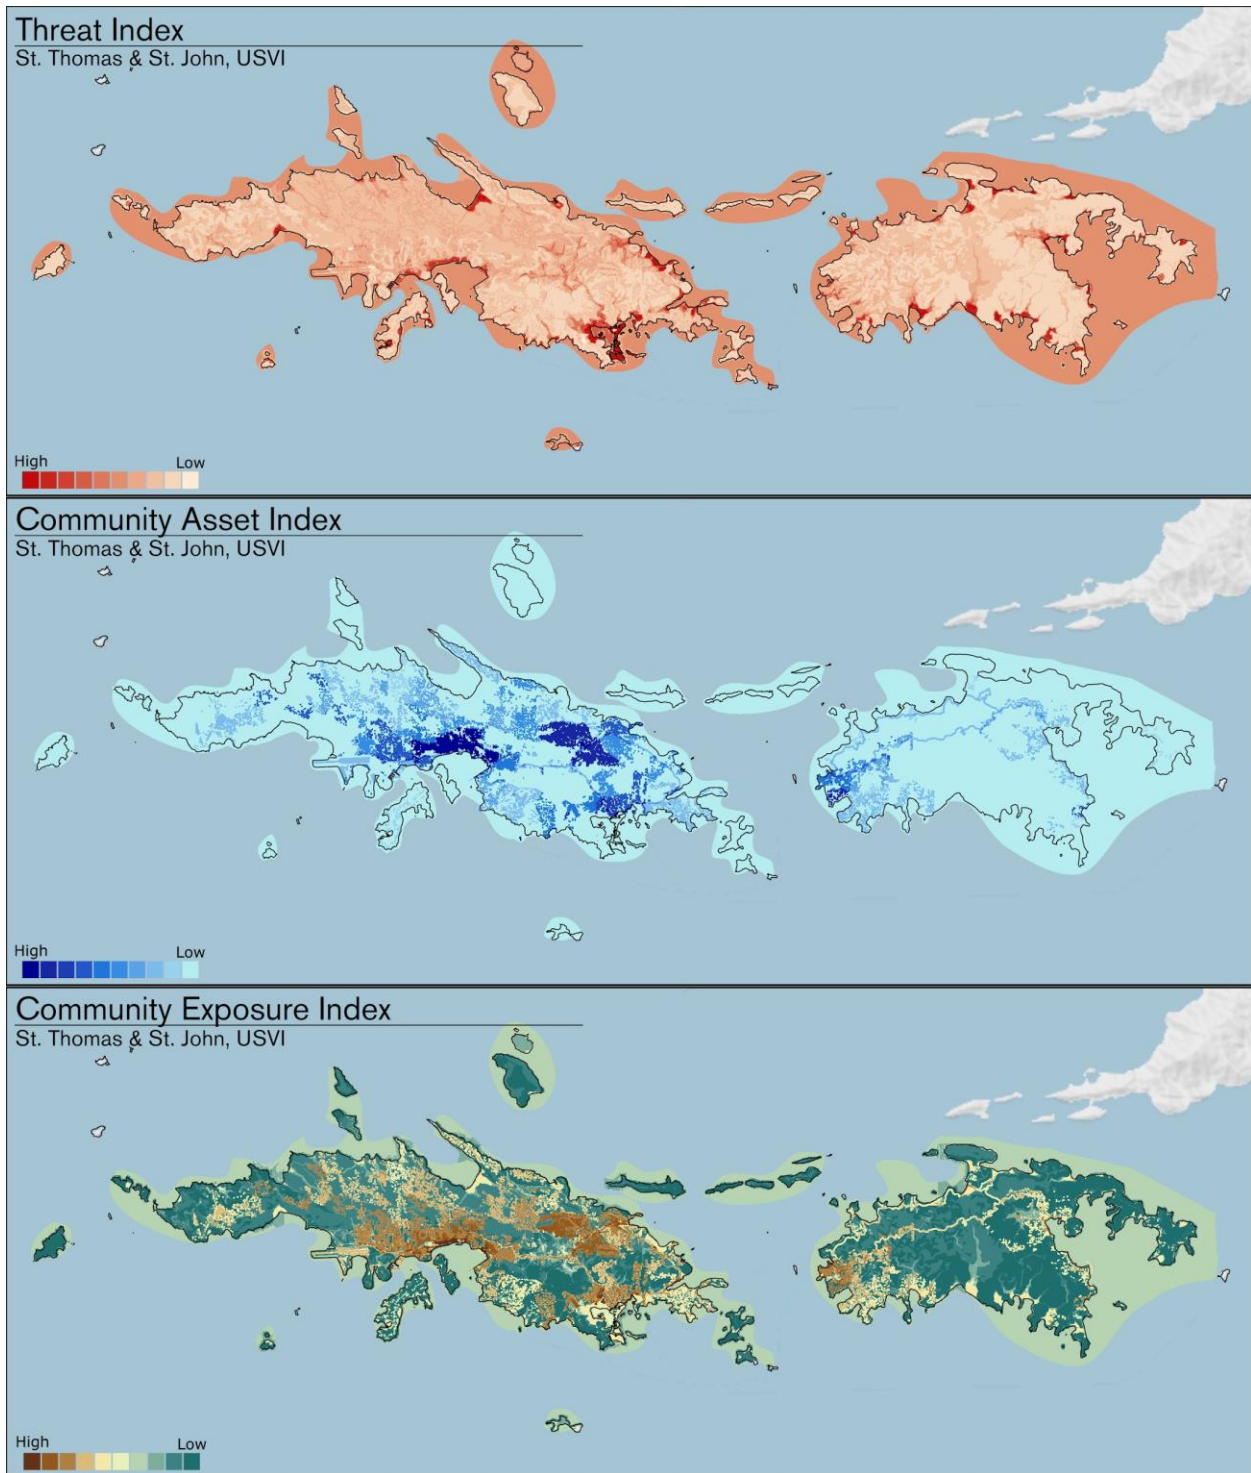 Threat Index
St. Thomas & St. John, USVI
High Low
Community Asset Index
St. Thomas & St. John, USVI
High Low
Community Exposure Index
St. Thomas & St. John, USVI
High Low